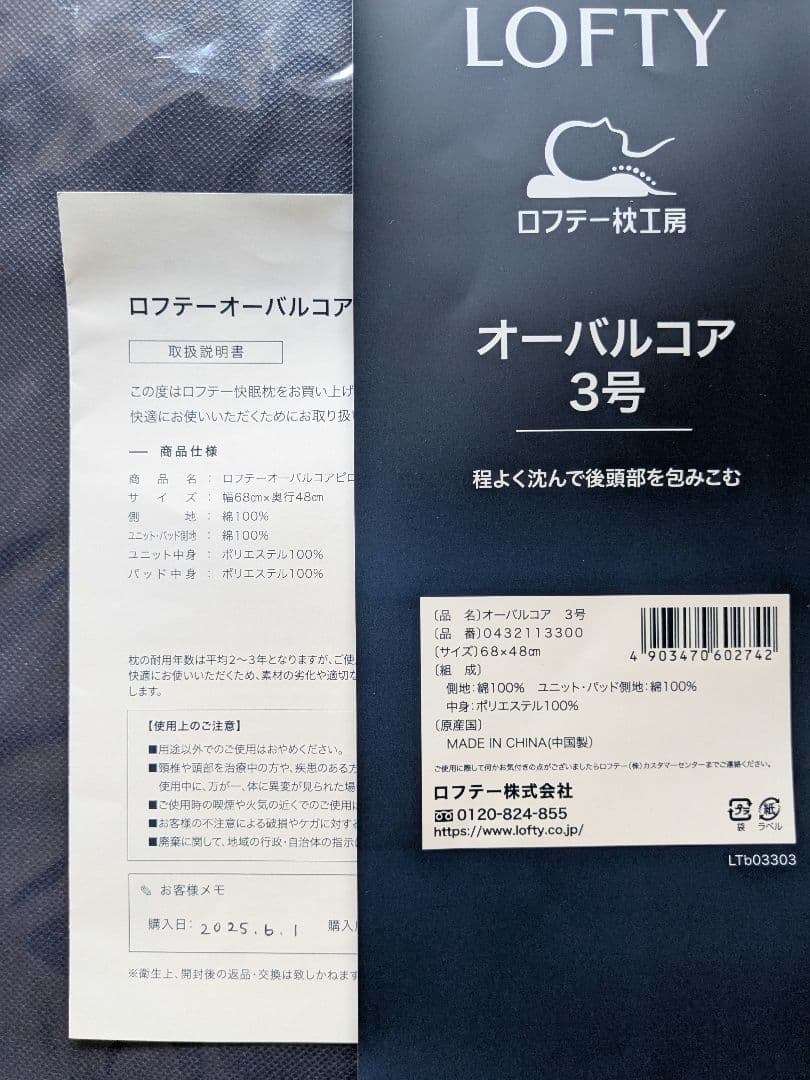 LOFTY
ロフテー枕工房
オーバルコア
3号
程よく沈んで後頭部を包みこむ
〔品 名〕オーバルコア 3号
〔品 番〕0432113300
〔サイズ〕68×48㎝
〔組 成〕
側地:綿100% ユニット・パッド側地:綿100%
中身:ポリエステル100%
〔原産国〕
MADE IN CHINA(中国製)
4 903470 602742
ご使用に際して何かお気付きの点がございましたらロフテー(株)カスタマーセンターまでご連絡ください。
ロフテー株式会社
0120-824-855
https://www.lofty.co.jp/
プラ
袋
紙
ラベル
LTb03303
ロフテーオーバルコア
取扱説明書
この度はロフテー快眠枕をお買い上げ
快適にお使いいただくためにお取り扱い
― 商品仕様
商品名:ロフテーオーバルコアピロ
サイズ:幅68㎝×奥行48㎝
側地:綿100%
ユニット・パッド側地:綿100%
ユニット中身:ポリエステル100%
パッド中身:ポリエステル100%
枕の耐用年数は平均2〜3年となりますが、ご使
快適にお使いいただくため、素材の劣化や適切な
します。
【使用上のご注意】
■用途以外でのご使用はおやめください。
■頸椎や頭部を治療中の方や、疾患のある方
使用中に、万が一、体に異変が見られた場
■ご使用時の喫煙や火気の近くでのご使用は
■お客様の不注意による破損やケガに対す
■廃棄に関して、地域の行政・自治体の指示
お客様メモ
購入日:2025.6.1 購入
※衛生上、開封後の返品・交換は致しかねます